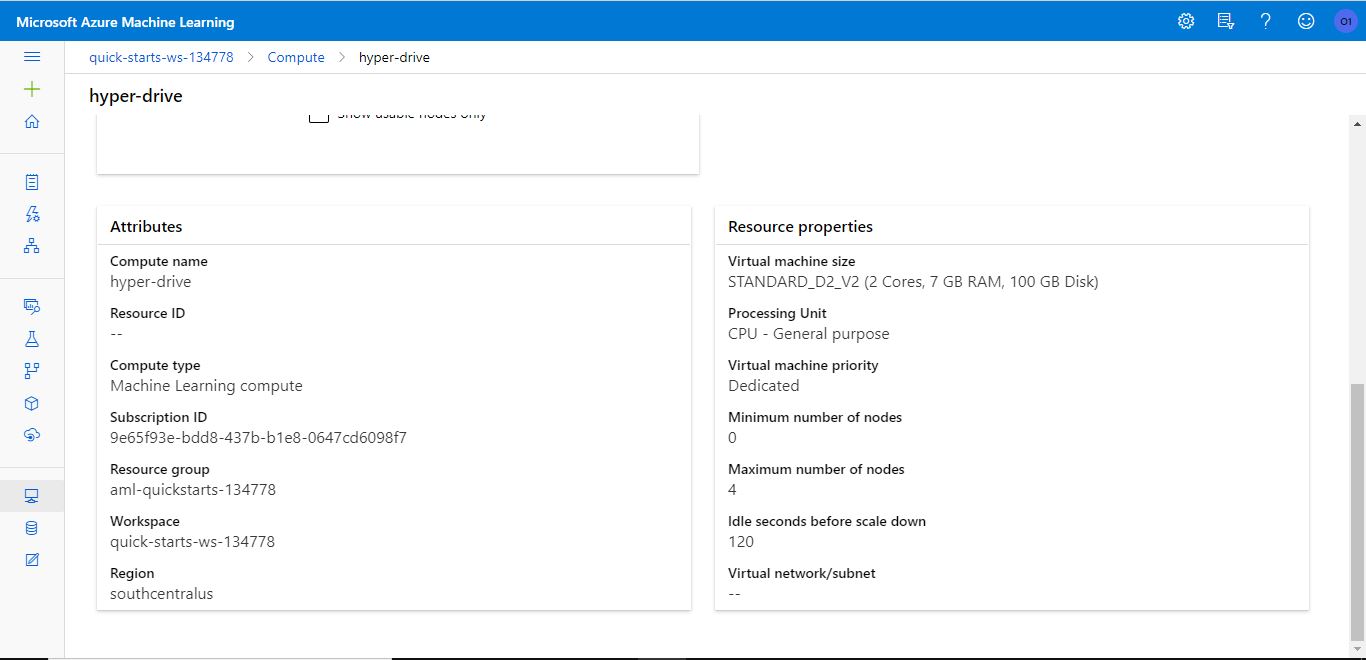 Microsoft Azure Machine Learning
O1
quick-starts-ws-134778 > Compute > hyper-drive
hyper-drive
Show usable nodes only
Attributes
Compute name
hyper-drive
Resource ID
--
Compute type
Machine Learning compute
Subscription ID
9e65f93e-bdd8-437b-b1e8-0647cd6098f7
Resource group
aml-quickstarts-134778
Workspace
quick-starts-ws-134778
Region
southcentralus
Resource properties
Virtual machine size
STANDARD_D2_V2 (2 Cores, 7 GB RAM, 100 GB Disk)
Processing Unit
CPU - General purpose
Virtual machine priority
Dedicated
Minimum number of nodes
0
Maximum number of nodes
4
Idle seconds before scale down
120
Virtual network/subnet
--